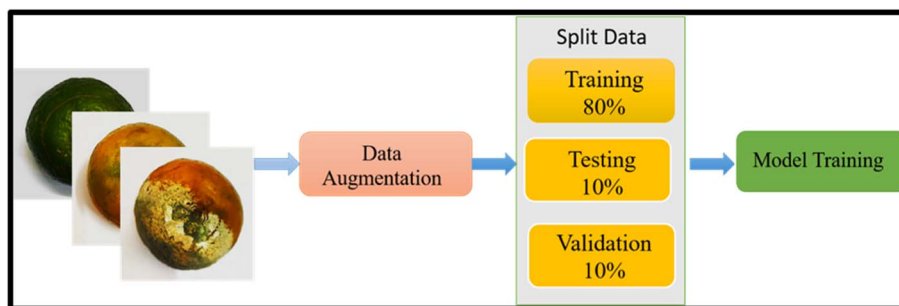 Data
Augmentation
Split Data
Training
80%
Testing
10%
Validation
10%
Model Training